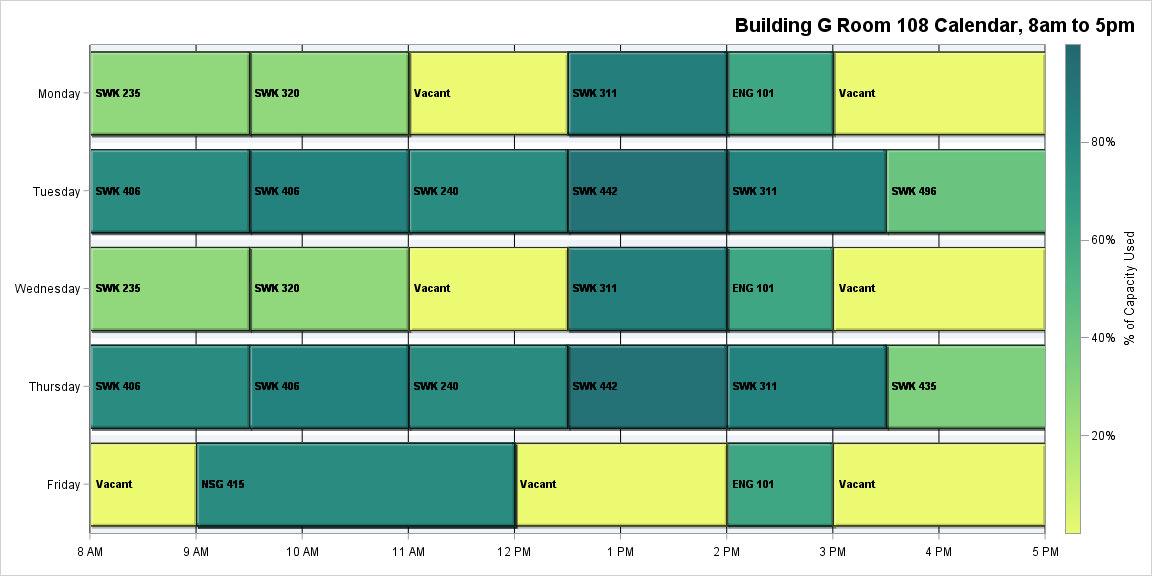 Building G Room 108 Calendar, 8am to 5pm
Monday
SWK 235
SWK 320
Vacant
SWK 311
ENG 101
Vacant
Tuesday
SWK 406
SWK 406
SWK 240
SWK 442
SWK 311
SWK 496
Wednesday
SWK 235
SWK 320
Vacant
SWK 311
ENG 101
Vacant
Thursday
SWK 406
SWK 406
SWK 240
SWK 442
SWK 311
SWK 435
Friday
Vacant
NSG 415
Vacant
ENG 101
Vacant
8 AM
9 AM
10 AM
11 AM
12 PM
1 PM
2 PM
3 PM
4 PM
5 PM
80%
60%
40%
20%
% of Capacity Used